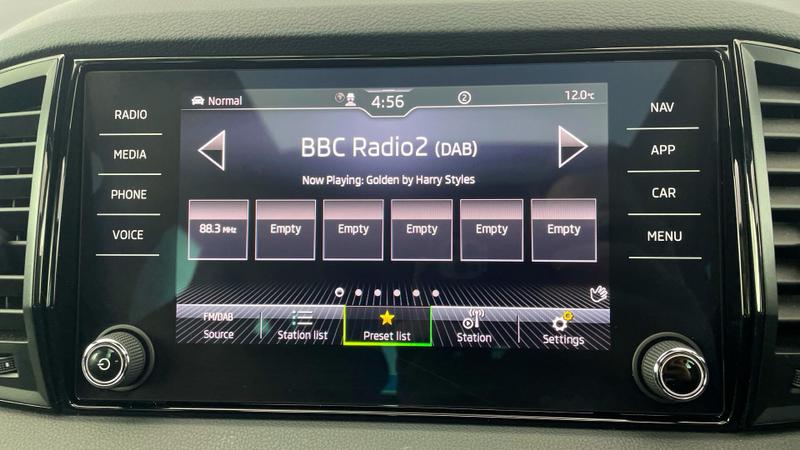 RADIO
MEDIA
PHONE
VOICE
Normal
4:56
2
12.0°C
BBC Radio2 (DAB)
Now Playing: Golden by Harry Styles
88.3 MHz
Empty
Empty
Empty
Empty
Empty
FM/DAB
Source
Station list
Preset list
Station
Settings
NAV
APP
CAR
MENU